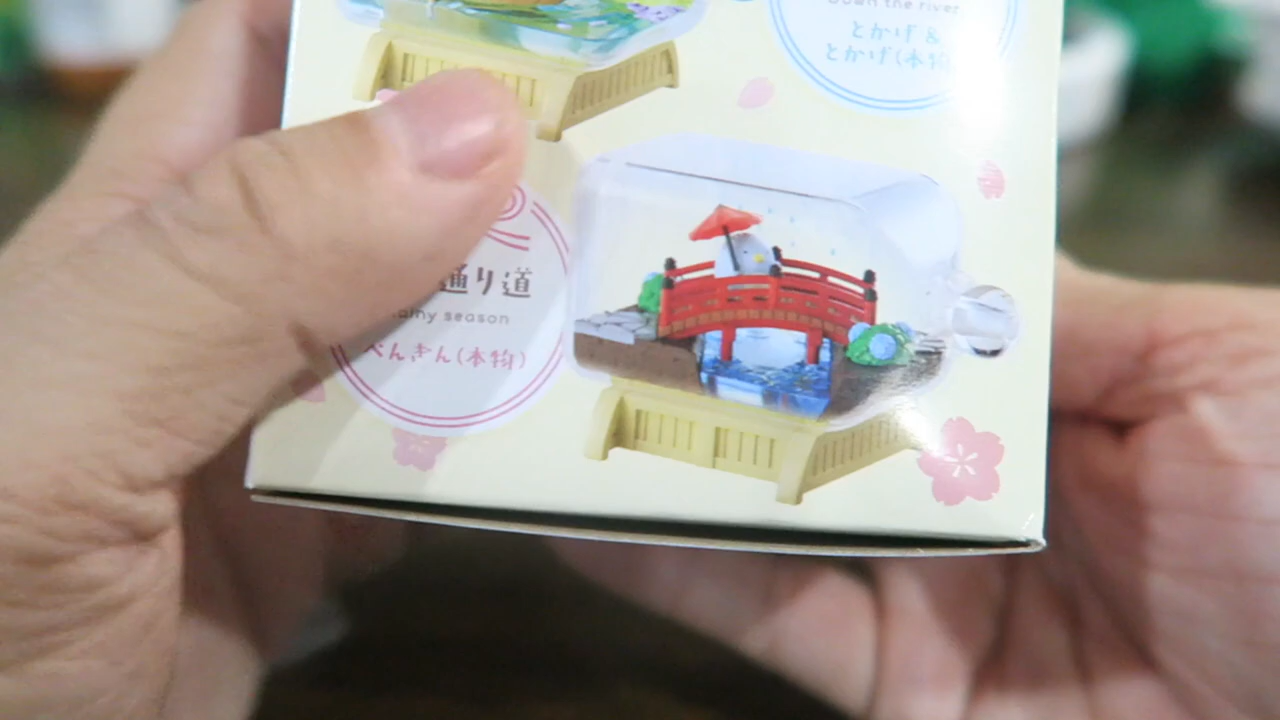 Down the river
とかげ &
とかげ(本物
通り道
rainy season
ぺんぎん(本物)